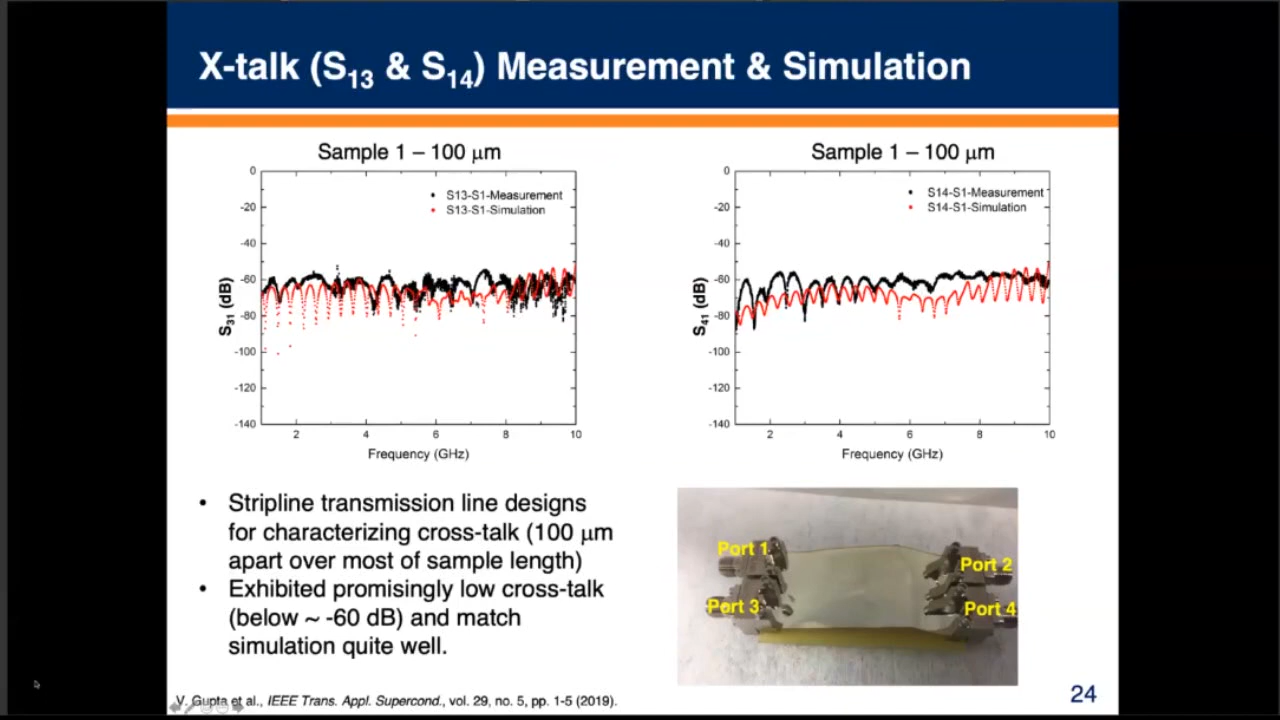 X-talk (S13 & S14) Measurement & Simulation
Sample 1 – 100 μm
0
-20
-40
-60
-80
-100
-120
-140
S31 (dB)
S13-S1-Measurement
S13-S1-Simulation
2 4 6 8 10
Frequency (GHz)
Sample 1 – 100 μm
0
-20
-40
-60
-80
-100
-120
-140
S41 (dB)
S14-S1-Measurement
S14-S1-Simulation
2 4 6 8 10
Frequency (GHz)
• Stripline transmission line designs
for characterizing cross-talk (100 μm
apart over most of sample length)
• Exhibited promisingly low cross-talk
(below ~ -60 dB) and match
simulation quite well.
Port 1
Port 2
Port 3
Port 4
V. Gupta et al., IEEE Trans. Appl. Supercond., vol. 29, no. 5, pp. 1-5 (2019).
24